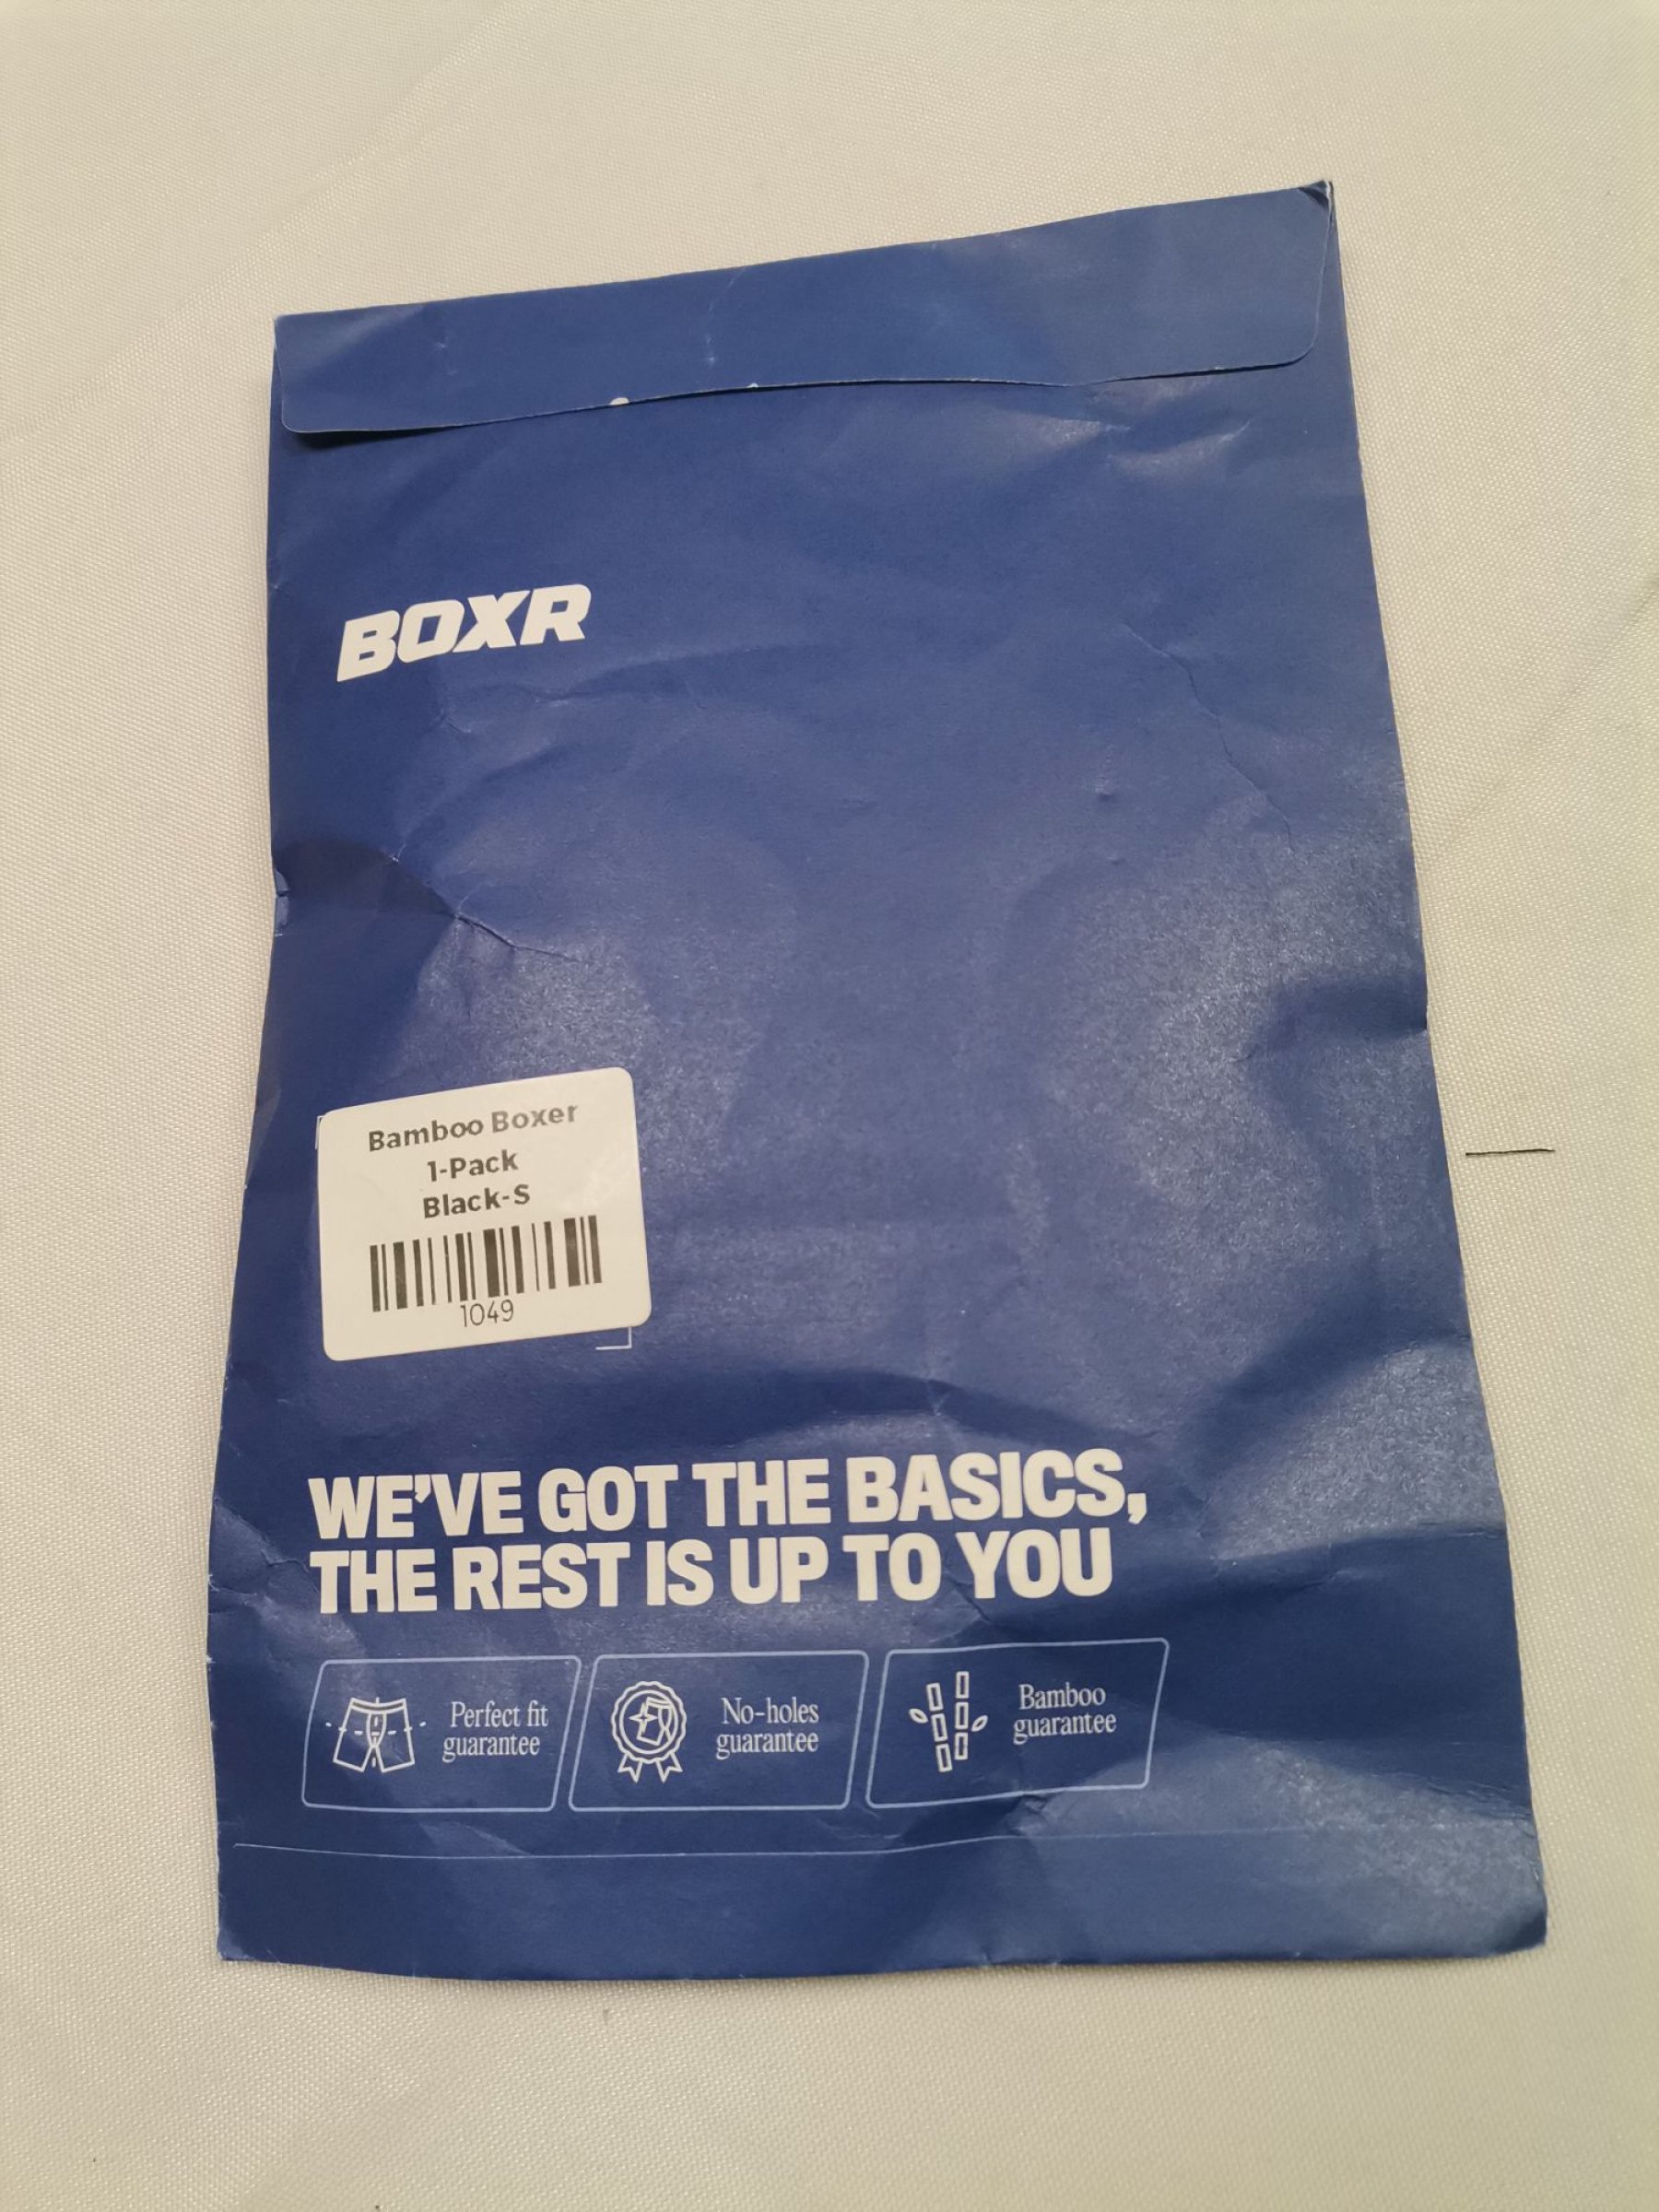 BOXR
Bamboo Boxer
1-Pack
Black-S
1049
WE'VE GOT THE BASICS,
THE REST IS UP TO YOU
Perfect fit
guarantee
No-holes
guarantee
Bamboo
guarantee